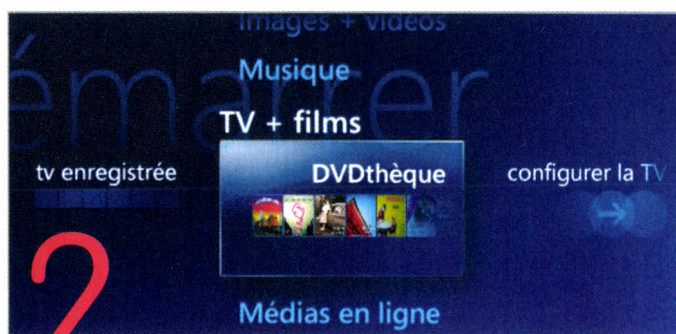 images + vidéos
émarrer
Musique
TV + films
tv enregistrée
DVDthèque
configurer la TV
2
Médias en ligne